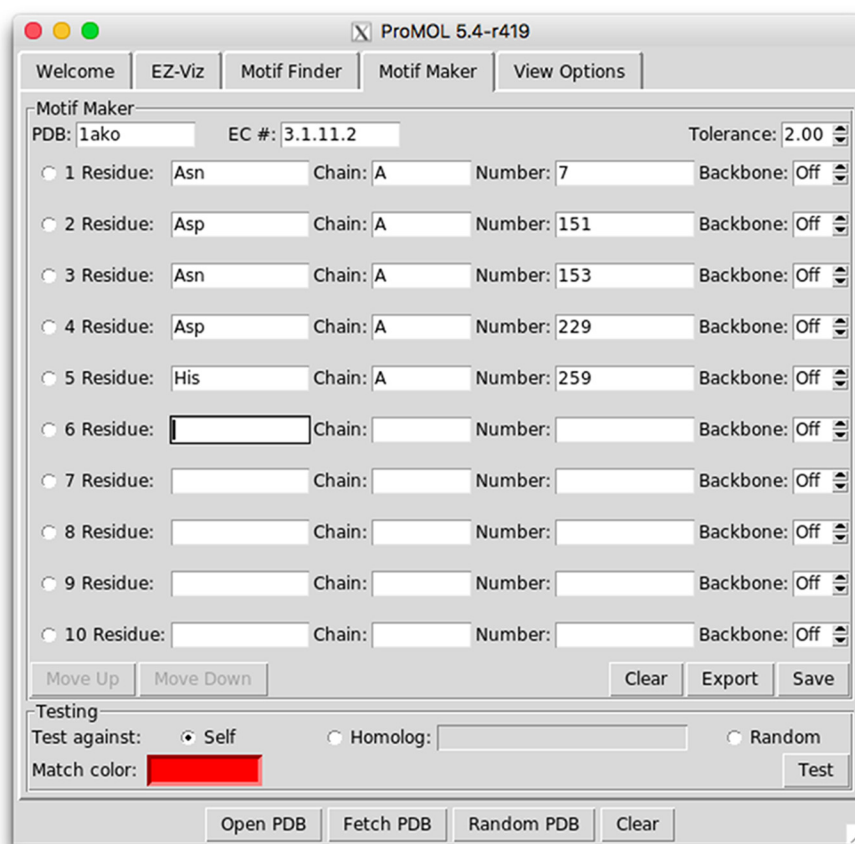 ProMOL 5.4-r419
Welcome EZ-Viz Motif Finder Motif Maker View Options
Motif Maker
PDB: 1ako EC #: 3.1.11.2 Tolerance: 2.00
1 Residue: Asn Chain: A Number: 7 Backbone: Off
2 Residue: Asp Chain: A Number: 151 Backbone: Off
3 Residue: Asn Chain: A Number: 153 Backbone: Off
4 Residue: Asp Chain: A Number: 229 Backbone: Off
5 Residue: His Chain: A Number: 259 Backbone: Off
6 Residue: Chain: Number: Backbone: Off
7 Residue: Chain: Number: Backbone: Off
8 Residue: Chain: Number: Backbone: Off
9 Residue: Chain: Number: Backbone: Off
10 Residue: Chain: Number: Backbone: Off
Move Up Move Down Clear Export Save
Testing
Test against: Self Homolog: Random
Match color: Test
Open PDB Fetch PDB Random PDB Clear